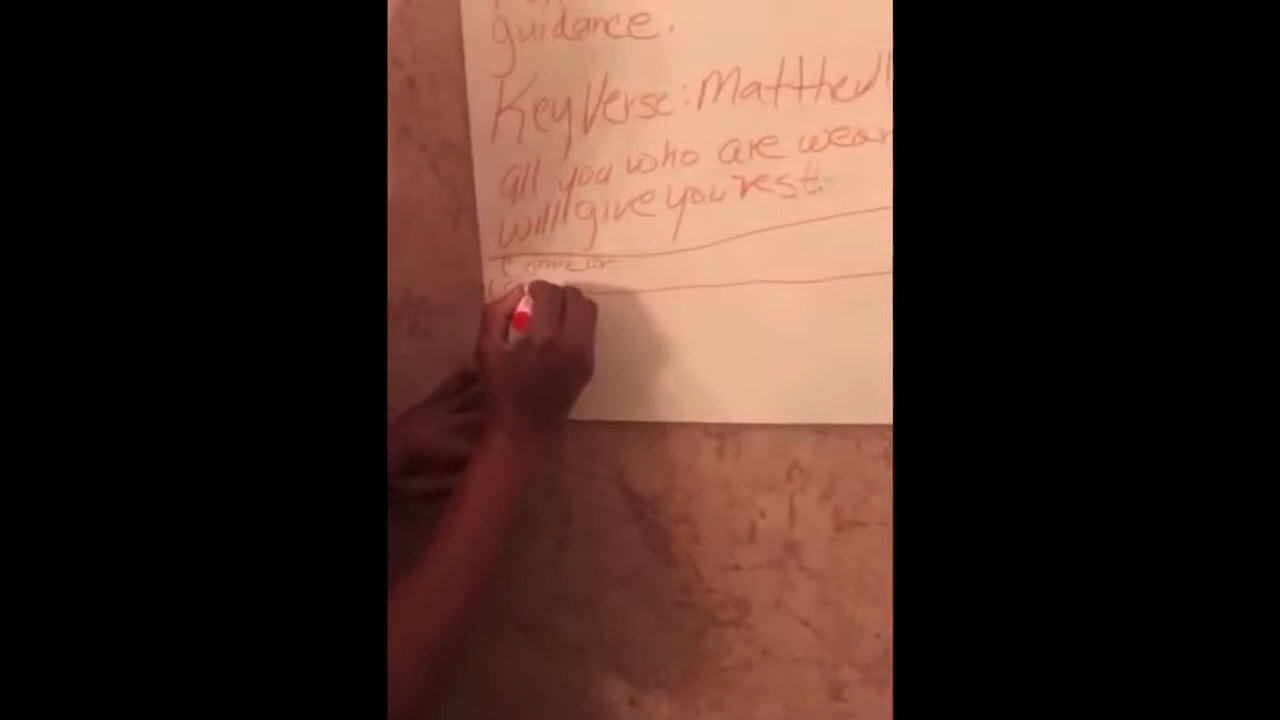 guidance.
Key Verse: Matthew
all you who are wear
will give you rest.